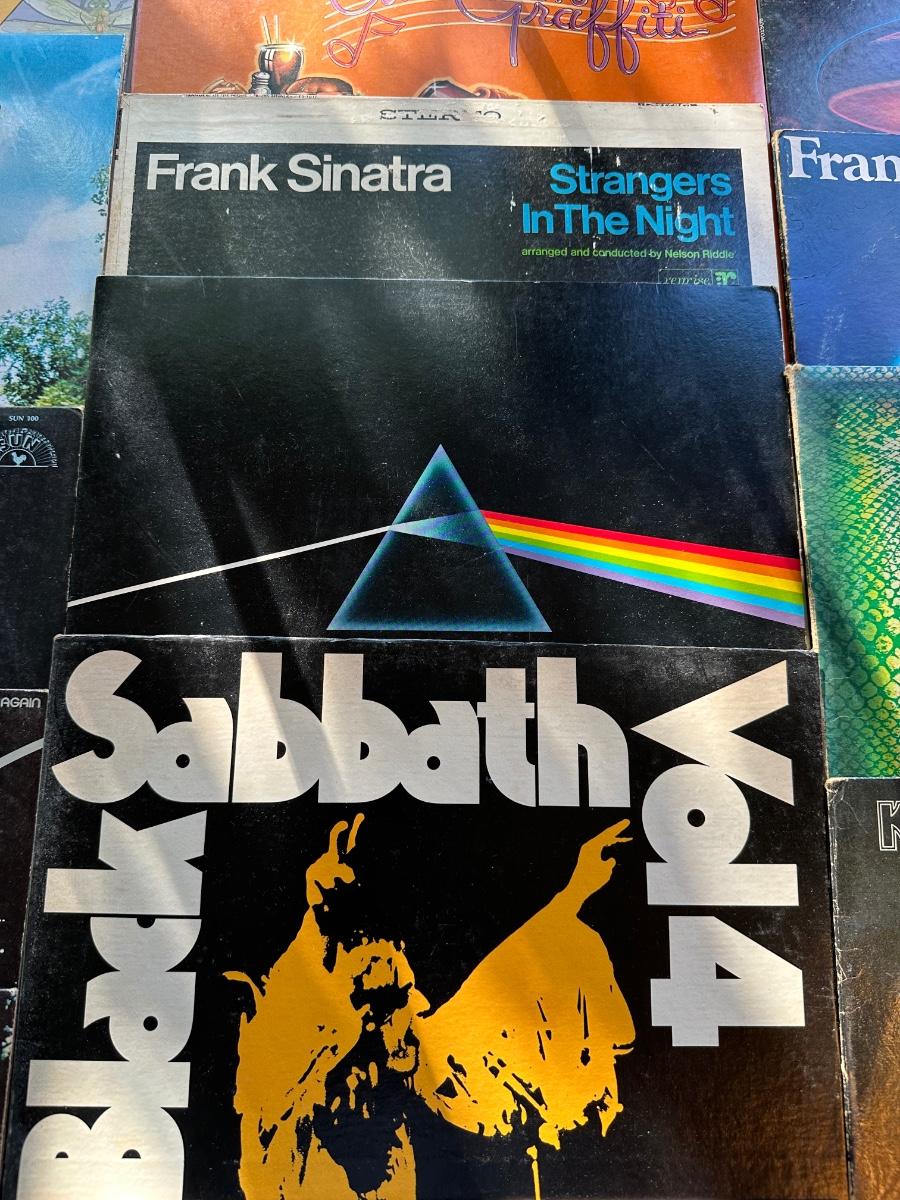 Graffiti
STEREO
Frank Sinatra
Strangers
In The Night
arranged and conducted by Nelson Riddle
reprise
r:
Fran
SUN 100
SUN
AGAIN
Black
Sabbath
Vol 4
K